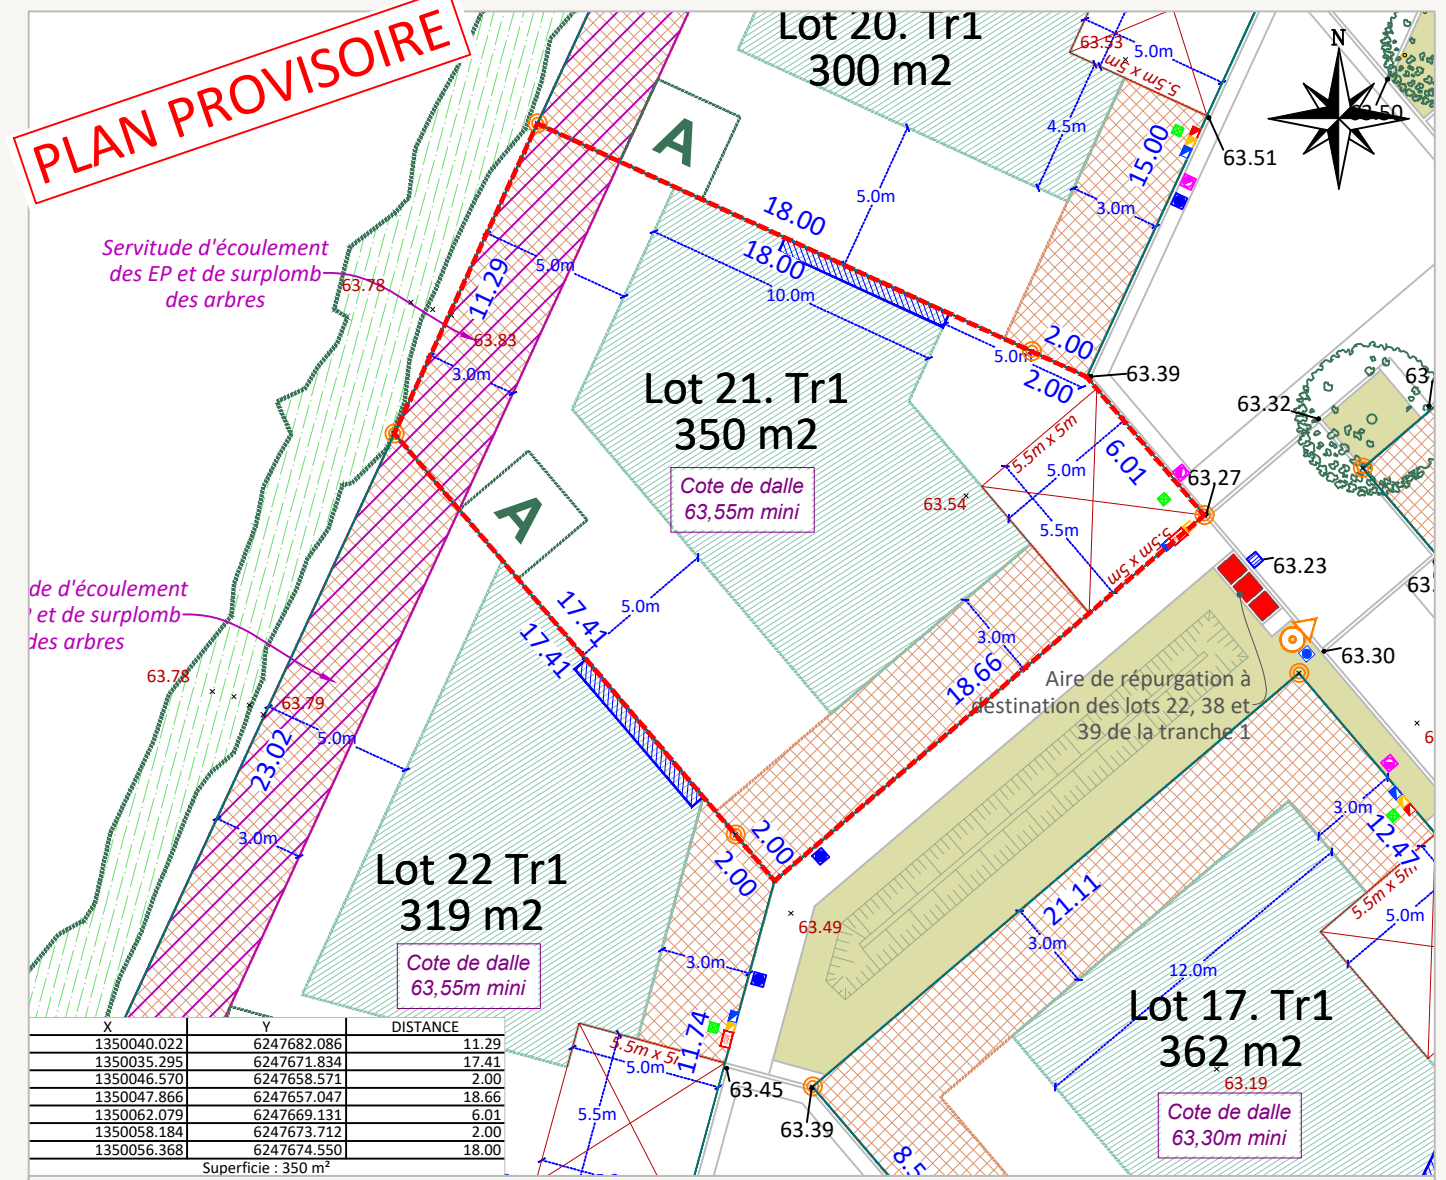 PLAN PROVISOIRE
Lot 20. Tr1
300 m2
63.53
5.0m
5.5m x 5m
4.5m
15.00
3.0m
N
63.50
63.51
A
5.0m
18.00
18.00
10.0m
Servitude d'écoulement
des EP et de surplomb
des arbres
63.78
11.29
5.0m
63.83
3.0m
2.00
5.0m
2.00
63.39
63.32
63.
Lot 21. Tr1
350 m2
Cote de dalle
63,55m mini
5.5m x 5m
6.01
5.0m
63.54
5.5m
5.5m x 5m
63.27
63.23
63.
63.30
A
17.41
17.41
5.0m
3.0m
18.66
Aire de répurgation à
destination des lots 22, 38 et
39 de la tranche 1
de d'écoulement
et de surplomb
des arbres
63.78
63.79
5.0m
23.02
3.0m
2.00
2.00
6
3.0m
12.47
5.5m x 5m
5.0m
Lot 22 Tr1
319 m2
Cote de dalle
63,55m mini
63.49
3.0m
21.11
3.0m
12.0m
Lot 17. Tr1
362 m2
63.19
Cote de dalle
63,30m mini
11.74
5.5m x 5m
5.0m
5.5m
63.45
63.39
8.5
X Y DISTANCE
1350040.022 6247682.086 11.29
1350035.295 6247671.834 17.41
1350046.570 6247658.571 2.00
1350047.866 6247657.047 18.66
1350062.079 6247669.131 6.01
1350058.184 6247673.712 2.00
1350056.368 6247674.550 18.00
Superficie : 350 m²